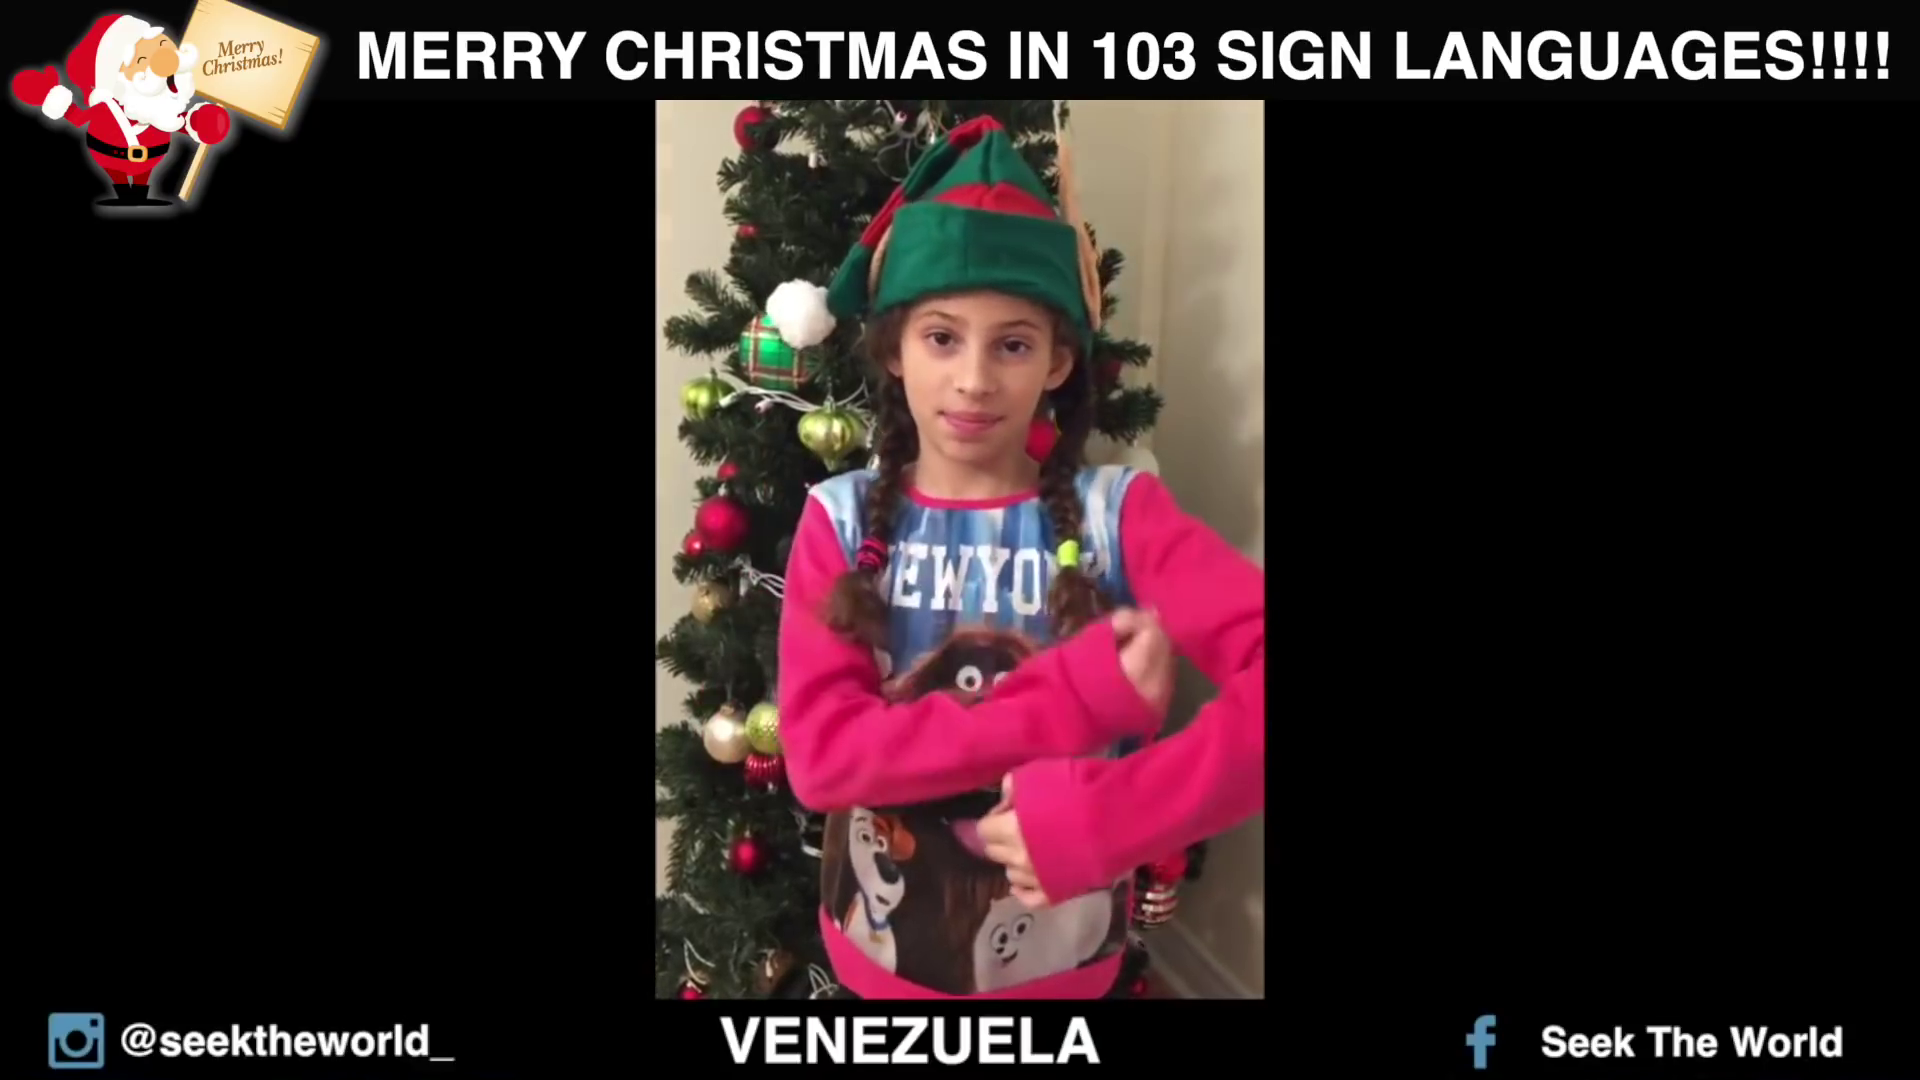 Merry
Christmas!
MERRY CHRISTMAS IN 103 SIGN LANGUAGES!!!!
EWYO
@seektheworld_
VENEZUELA
Seek The World